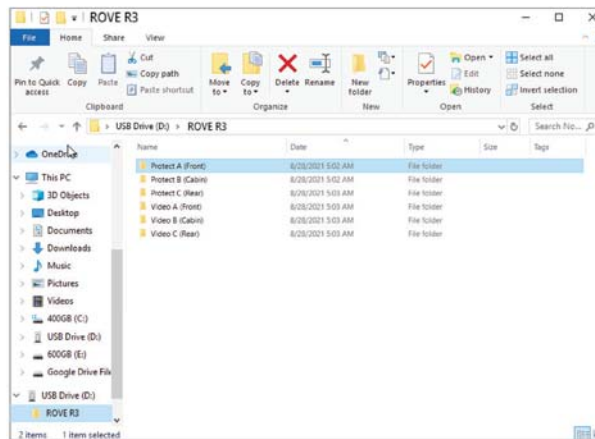 ROVE R3
File Home Share View
Pin to Quick access
Copy
Paste
Cut
Copy path
Paste shortcut
Move to
Copy to
Delete
Rename
New folder
Properties
Open
Edit
History
Select all
Select none
Invert selection
Clipboard Organize New Open Select
USB Drive (D:) > ROVE R3
Search No...
Name Date Type Size Tags
Protect A (Front) 8/28/2021 5:02 AM File folder
Protect B (Cabin) 8/28/2021 5:02 AM File folder
Protect C (Rear) 8/28/2021 5:03 AM File folder
Video A (Front) 8/28/2021 5:03 AM File folder
Video B (Cabin) 8/28/2021 5:03 AM File folder
Video C (Rear) 8/28/2021 5:03 AM File folder
OneDrive
This PC
3D Objects
Desktop
Documents
Downloads
Music
Pictures
Videos
400GB (C:)
USB Drive (D:)
600GB (E:)
Google Drive File
USB Drive (D:)
ROVE R3
2 items 1 item selected